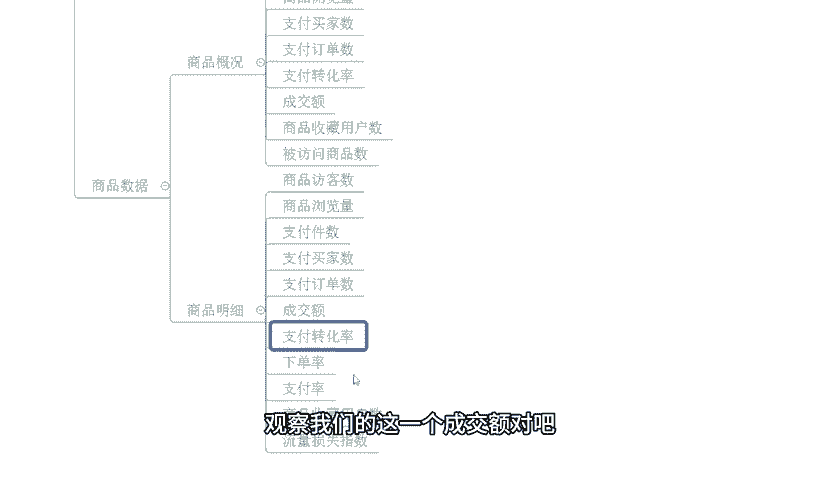 支付买家数
支付订单数
商品概况
支付转化率
成交额
商品收藏用户数
被访问商品数
商品数据
商品访客数
商品浏览量
支付件数
支付买家数
支付订单数
商品明细
成交额
支付转化率
下单率
支付率
观察我们的这一个成交额对吧
流量损失指数